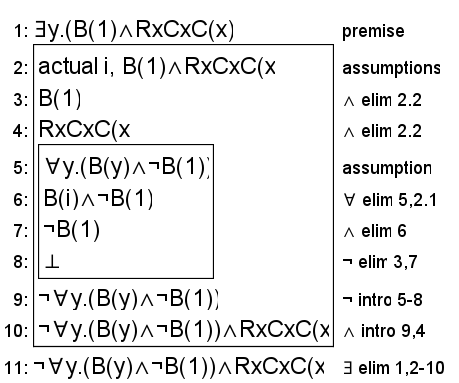 1: ∃y.(B(1)∧RxCxC(x) premise
2: actual i, B(1)∧RxCxC(x assumptions
3: B(1) ∧ elim 2.2
4: RxCxC(x ∧ elim 2.2
5: ∀y.(B(y)∧¬B(1)) assumption
6: B(i)∧¬B(1) ∀ elim 5,2.1
7: ¬B(1) ∧ elim 6
8: ⊥ ¬ elim 3,7
9: ¬∀y.(B(y)∧¬B(1)) ¬ intro 5-8
10: ¬∀y.(B(y)∧¬B(1))∧RxCxC(x ∧ intro 9,4
11: ¬∀y.(B(y)∧¬B(1))∧RxCxC(x ∃ elim 1,2-10